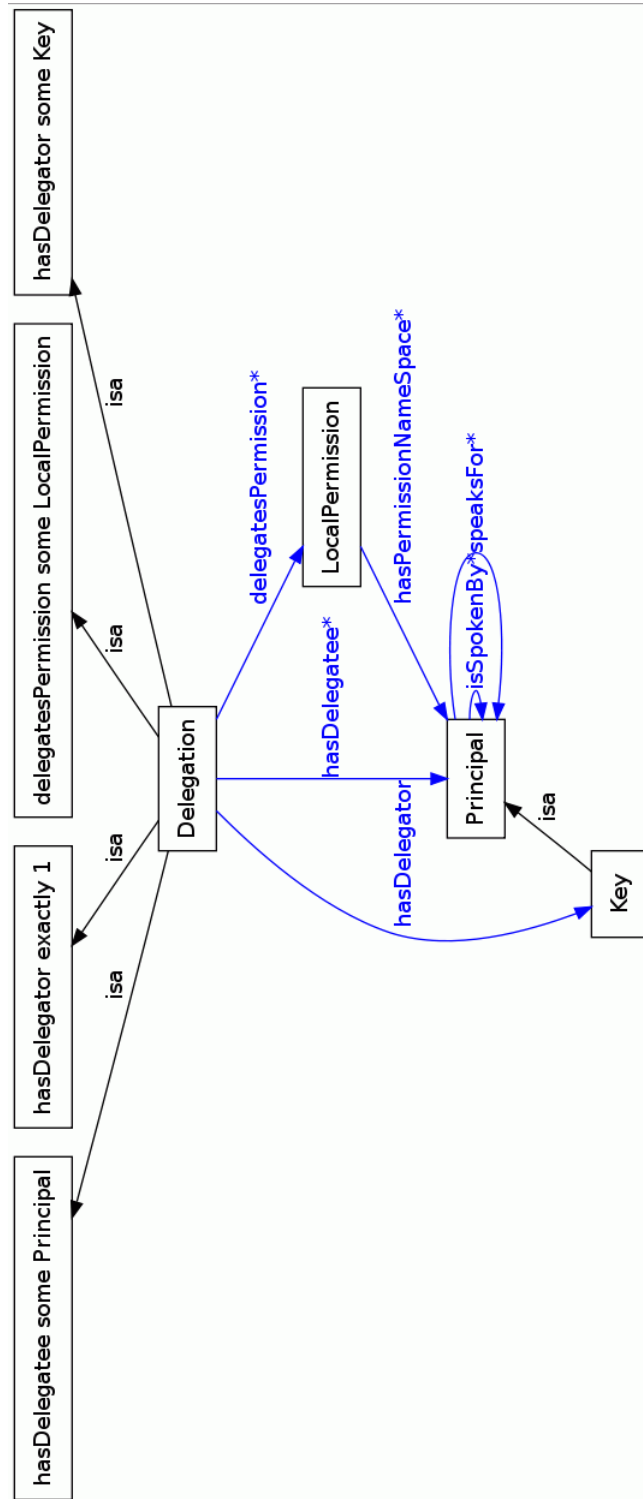 hasDelegatee some Principal
hasDelegator exactly 1
delegatesPermission some LocalPermission
hasDelegator some Key
isa
isa
isa
isa
Delegation
delegatesPermission*
hasDelegatee*
LocalPermission
hasDelegator
hasPermissionNameSpace*
Principal
isSpokenBy*
speaksFor*
isa
Key